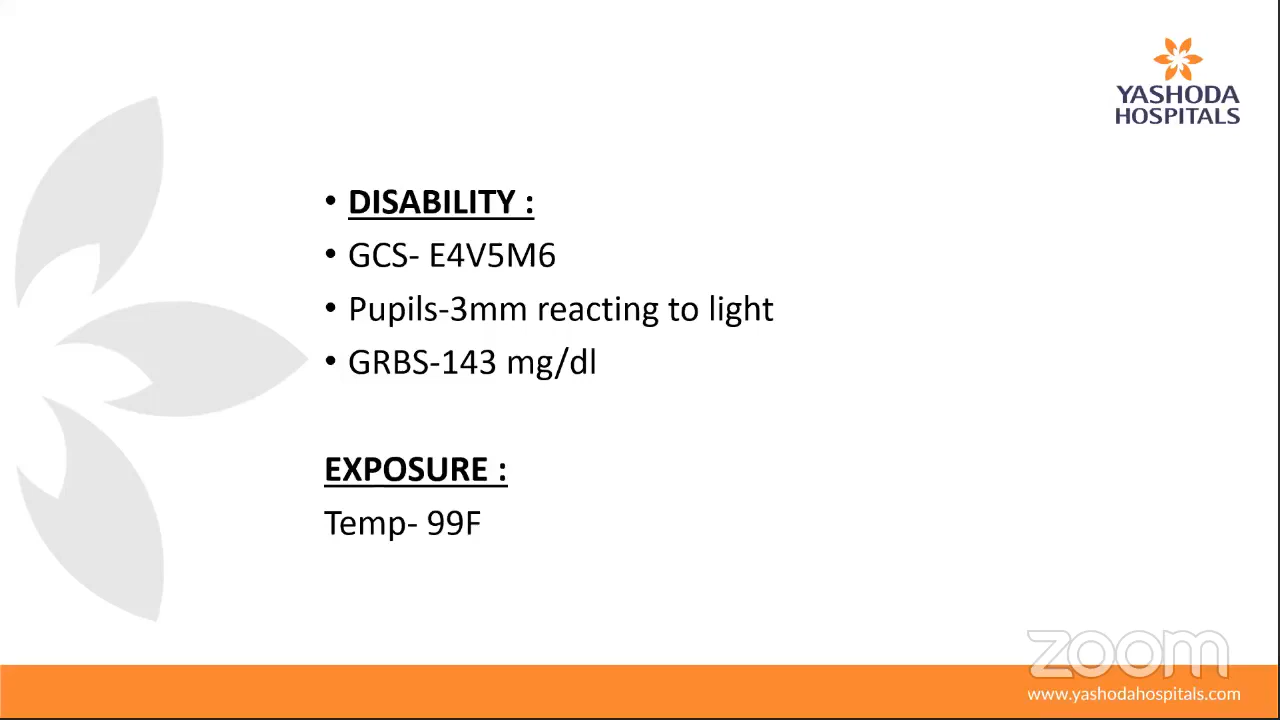 YASHODA
HOSPITALS
• DISABILITY :
• GCS- E4V5M6
• Pupils-3mm reacting to light
• GRBS-143 mg/dl
EXPOSURE :
Temp- 99F
zoom
www.yashodahospitals.com